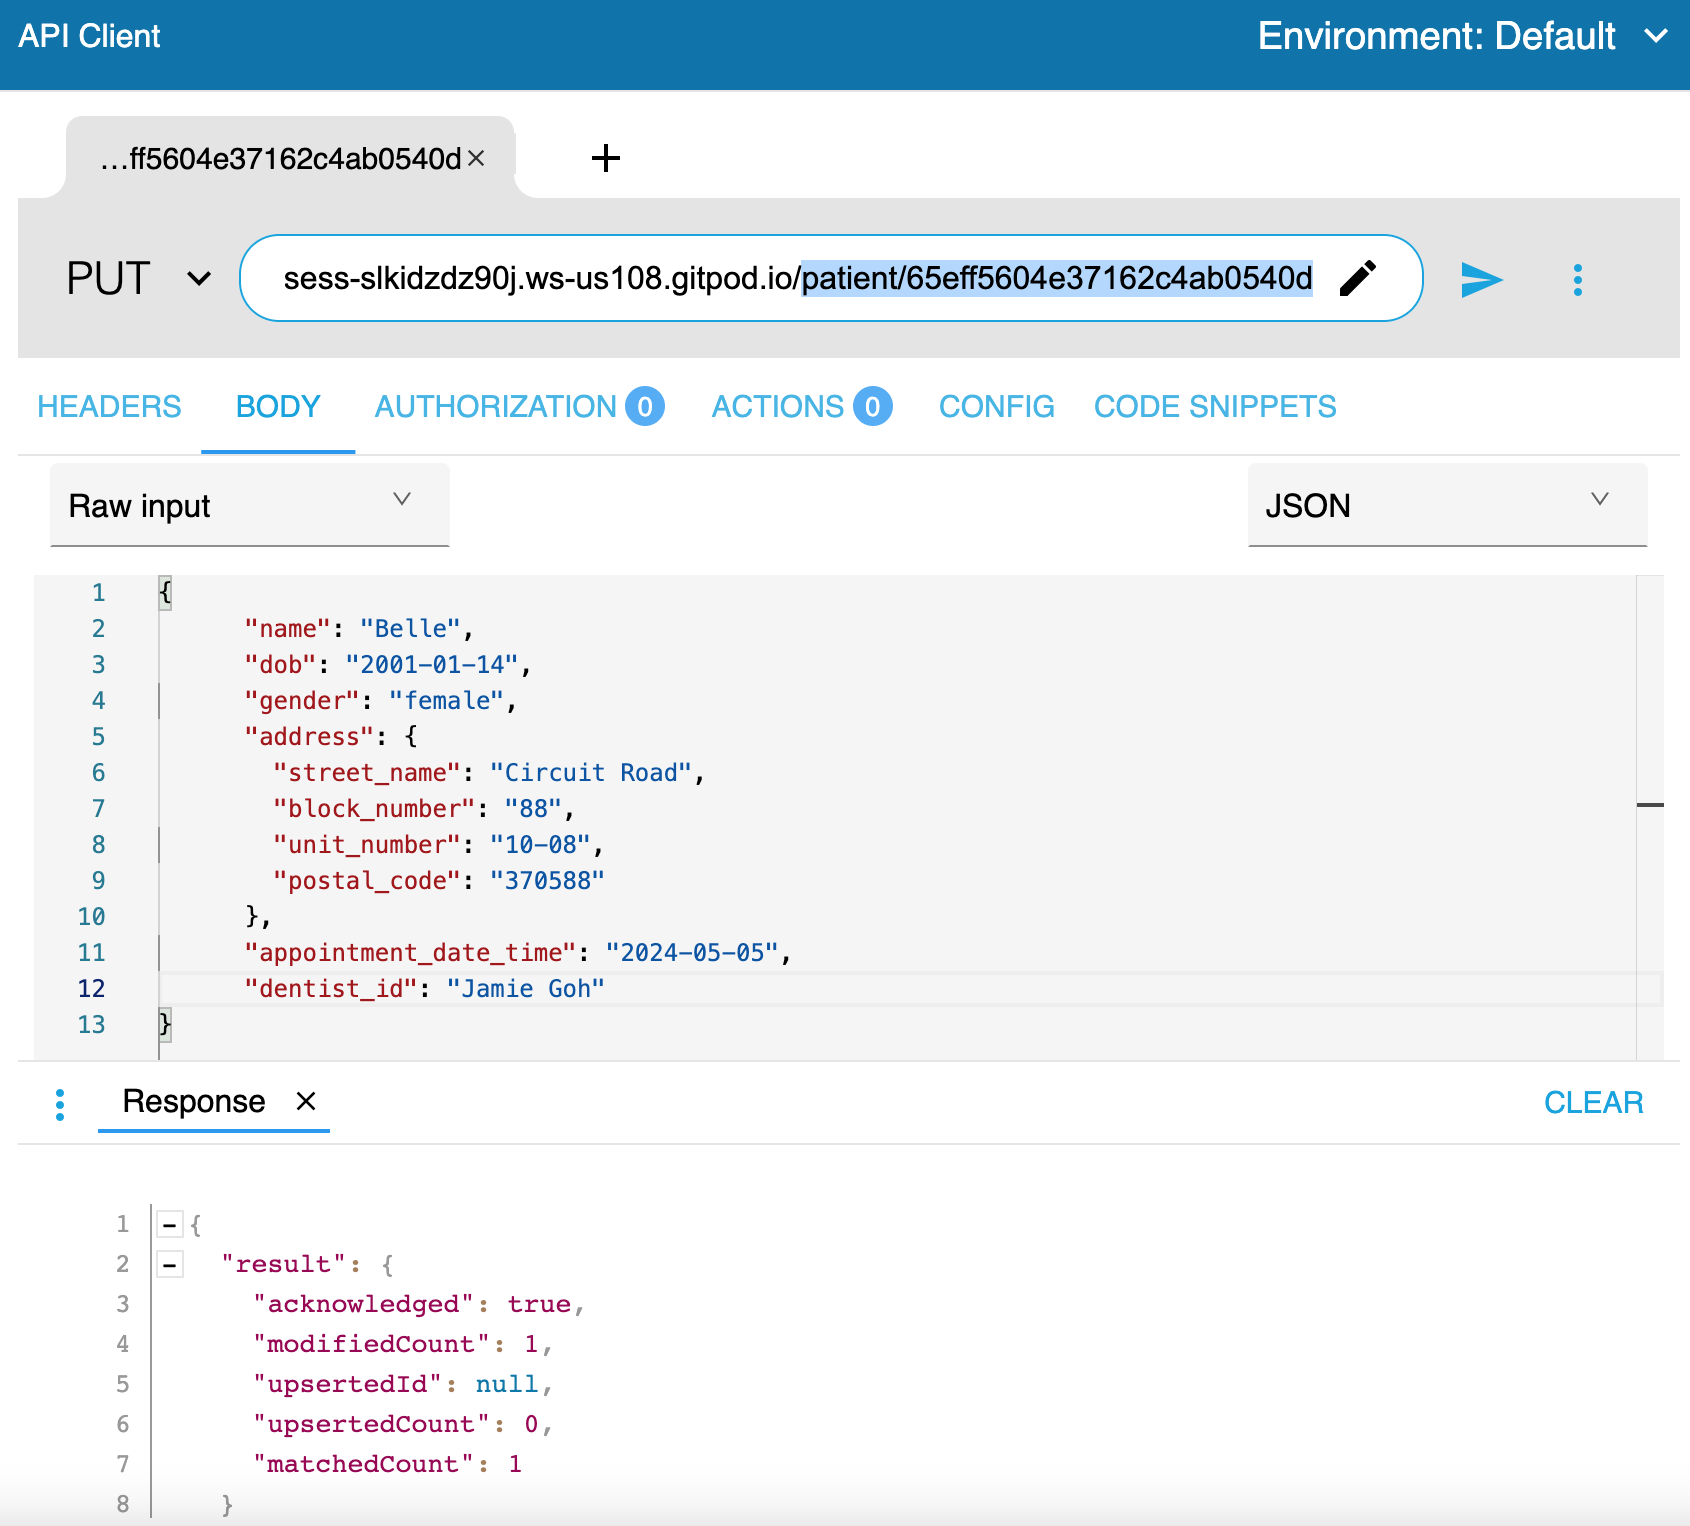 API Client
Environment: Default
...ff5604e37162c4ab0540d
PUT
sess-slkidzdz90j.ws-us108.gitpod.io/patient/65eff5604e37162c4ab0540d
HEADERS BODY AUTHORIZATION 0 ACTIONS 0 CONFIG CODE SNIPPETS
Raw input
JSON
1 {
2 "name": "Belle",
3 "dob": "2001-01-14",
4 "gender": "female",
5 "address": {
6 "street_name": "Circuit Road",
7 "block_number": "88",
8 "unit_number": "10-08",
9 "postal_code": "370588"
10 },
11 "appointment_date_time": "2024-05-05",
12 "dentist_id": "Jamie Goh"
13 }
Response
CLEAR
1 {
2 "result": {
3 "acknowledged": true,
4 "modifiedCount": 1,
5 "upsertedId": null,
6 "upsertedCount": 0,
7 "matchedCount": 1
8 }